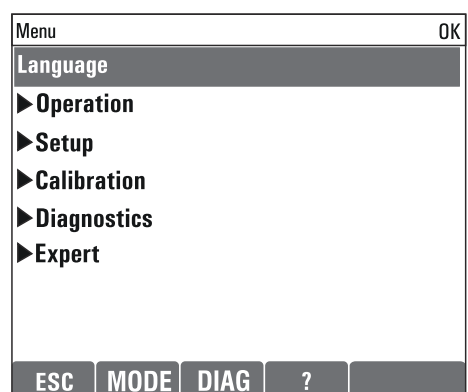 Menu OK
Language
▶Operation
▶Setup
▶Calibration
▶Diagnostics
▶Expert
ESC MODE DIAG ?